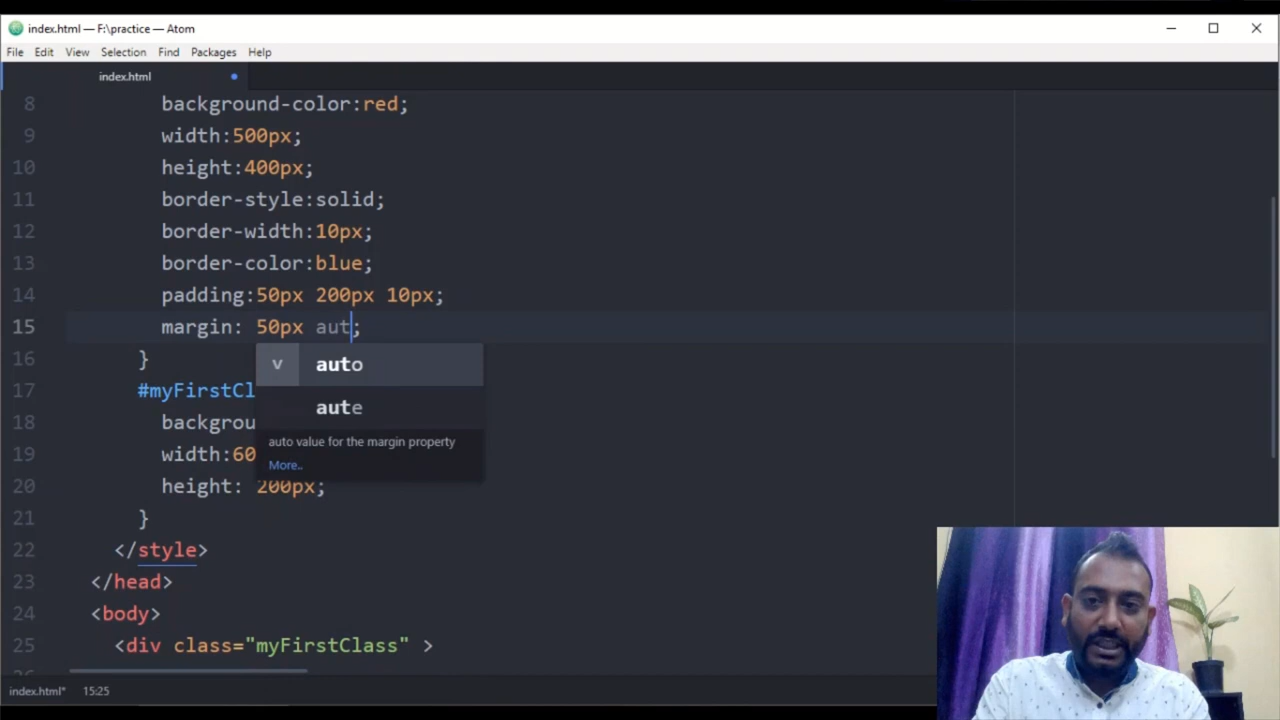 index.html — F:\practice — Atom
File Edit View Selection Find Packages Help
index.html
8 background-color:red;
9 width:500px;
10 height:400px;
11 border-style:solid;
12 border-width:10px;
13 border-color:blue;
14 padding:50px 200px 10px;
15 margin: 50px aut;
v auto
aute
auto value for the margin property
More..
16 }
17 #myFirstCl
18 backgrou
19 width:60
20 height: 200px;
21 }
22 </style>
23 </head>
24 <body>
25 <div class="myFirstClass" >
index.html* 15:25